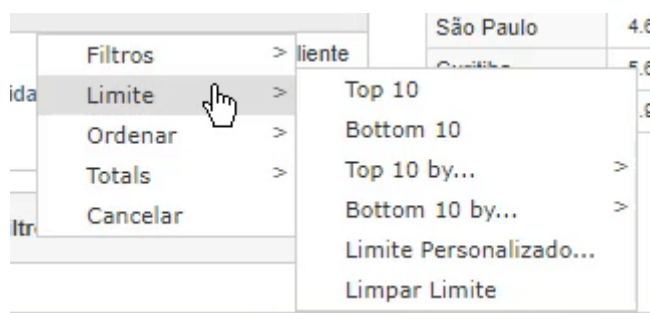 São Paulo
Filtros > liente
Limite >
Top 10
Ordenar >
Bottom 10
Totals >
Top 10 by... >
Cancelar
Bottom 10 by... >
Limite Personalizado...
Limpar Limite